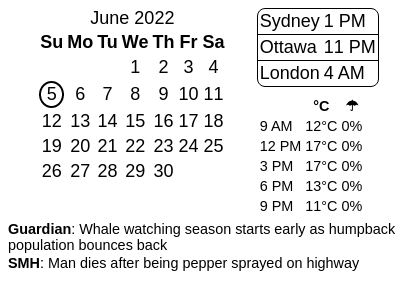 June 2022
Su Mo Tu We Th Fr Sa
1 2 3 4
5 6 7 8 9 10 11
12 13 14 15 16 17 18
19 20 21 22 23 24 25
26 27 28 29 30
Sydney 1 PM
Ottawa 11 PM
London 4 AM
°C ☂
9 AM 12°C 0%
12 PM 17°C 0%
3 PM 17°C 0%
6 PM 13°C 0%
9 PM 11°C 0%
Guardian: Whale watching season starts early as humpback
population bounces back
SMH: Man dies after being pepper sprayed on highway